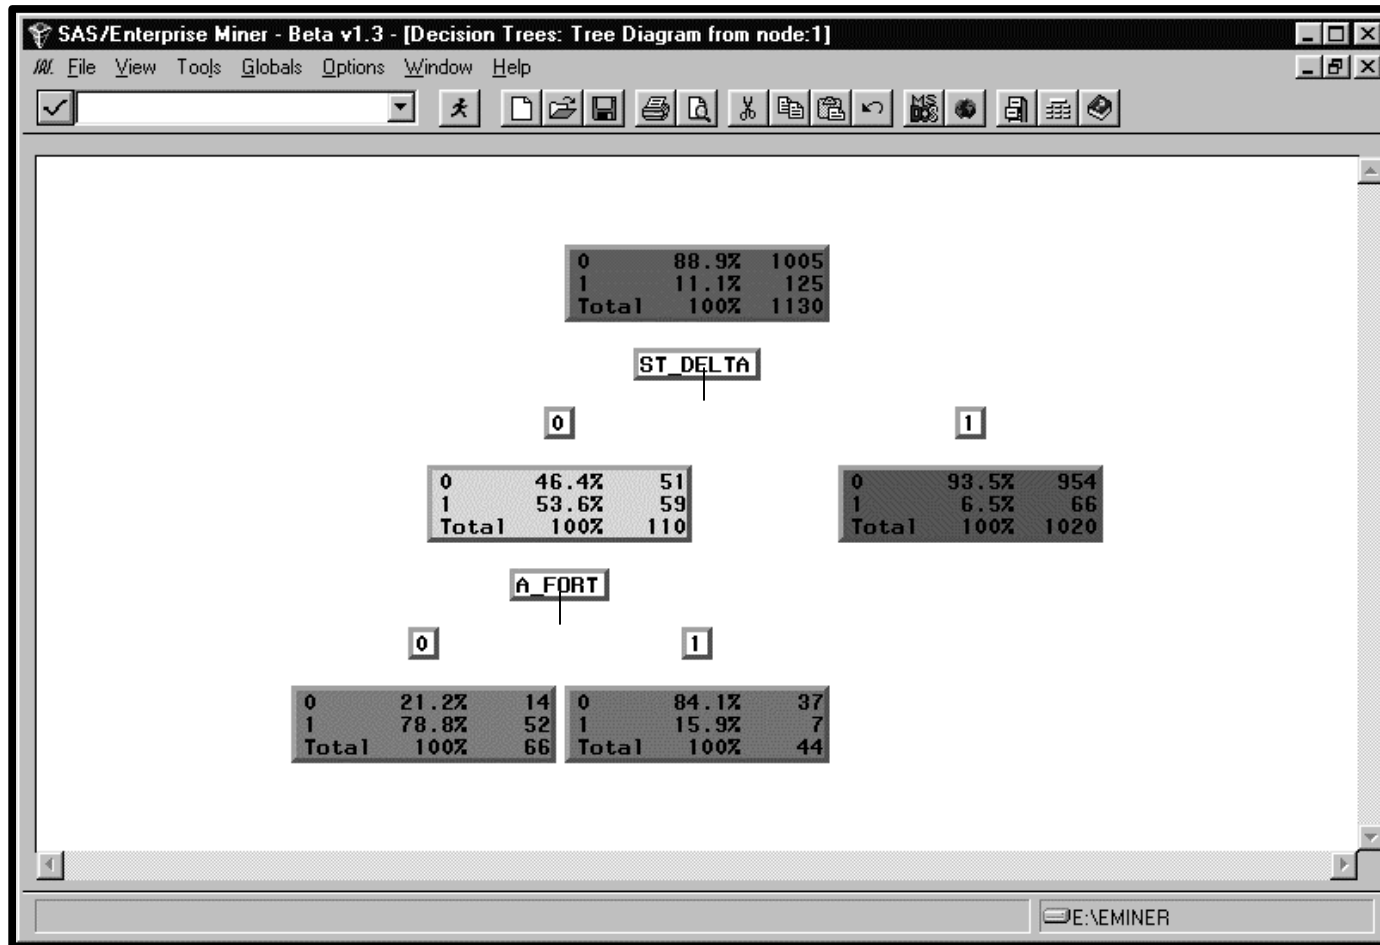 SAS/Enterprise Miner - Beta v1.3 - [Decision Trees: Tree Diagram from node:1]
File View Tools Globals Options Window Help
MS DOS
0 88.9% 1005
1 11.1% 125
Total 100% 1130
ST_DELTA
0 1
0 46.4% 51
1 53.6% 59
Total 100% 110
0 93.5% 954
1 6.5% 66
Total 100% 1020
A_FORT
0 1
0 21.2% 14
1 78.8% 52
Total 100% 66
0 84.1% 37
1 15.9% 7
Total 100% 44
E:\EMINER